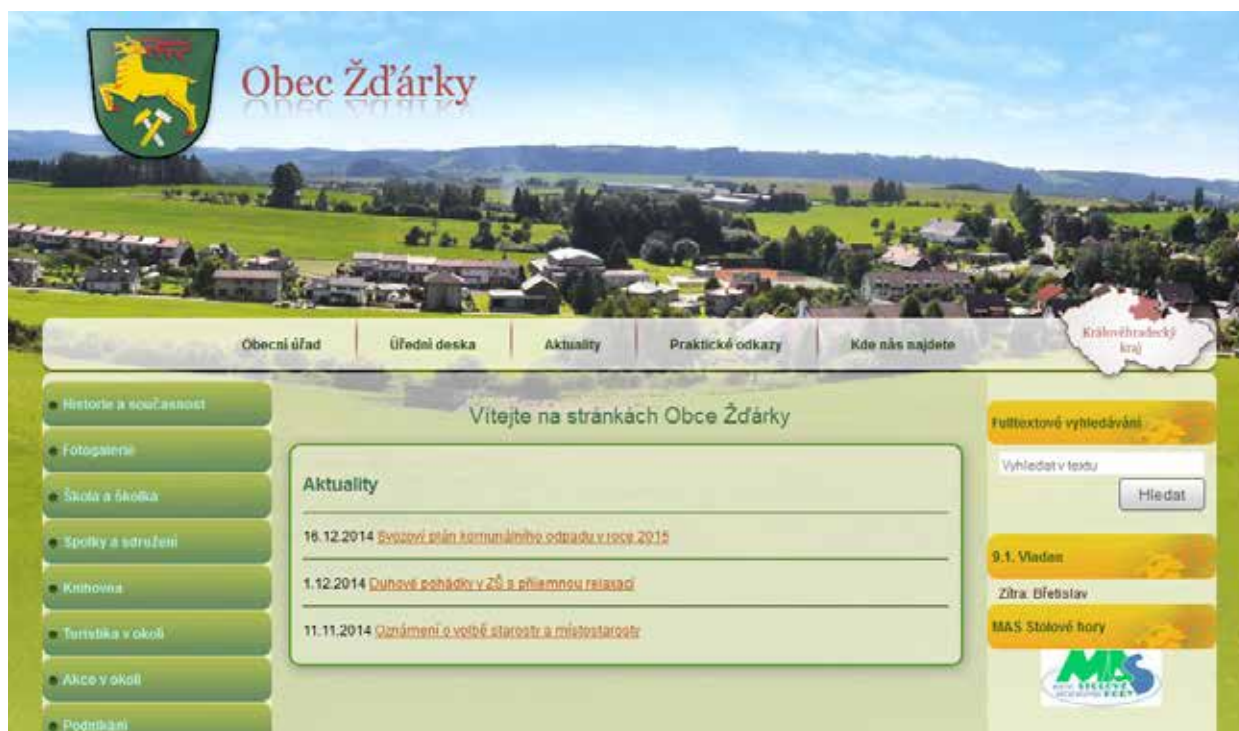 Obec Žďárky
Obecní úřad
Úřední deska
Aktuality
Praktické odkazy
Kde nás najdete
Královéhradecký
kraj
Historie a současnost
Fotogalerie
Škola a školka
Spolky a sdružení
Knihovna
Turistika v okolí
Akce v okolí
Podnikání
Vítejte na stránkách Obce Žďárky
Aktuality
16.12.2014 Svozový plán komunálního odpadu v roce 2015
1.12.2014 Duhové pohádky v ZŠ s příjemnou relaxací
11.11.2014 Oznámení o volbě starosty a místostarosty
Fulltextové vyhledávání
Vyhledat v textu
Hledat
9.1. Vladan
Zítra: Břetislav
MAS Stolové hory
MAS